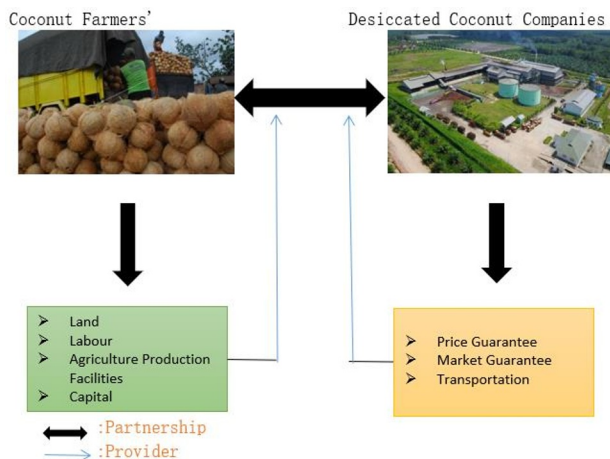 Coconut Farmers'
Desiccated Coconut Companies
Land
Labour
Agriculture Production
Facilities
Capital
Price Guarantee
Market Guarantee
Transportation
:Partnership
:Provider